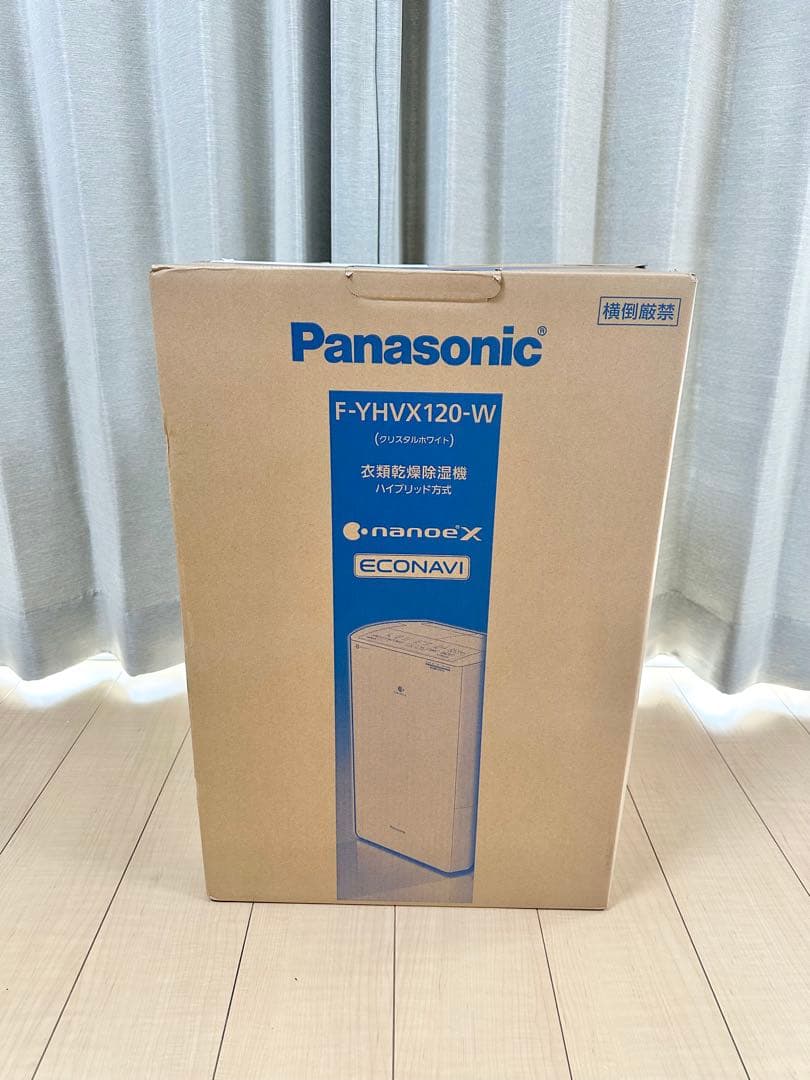 横倒厳禁
Panasonic®
F-YHVX120-W
(クリスタルホワイト)
衣類乾燥除湿機
ハイブリッド方式
nanoe®X
ECONAVI